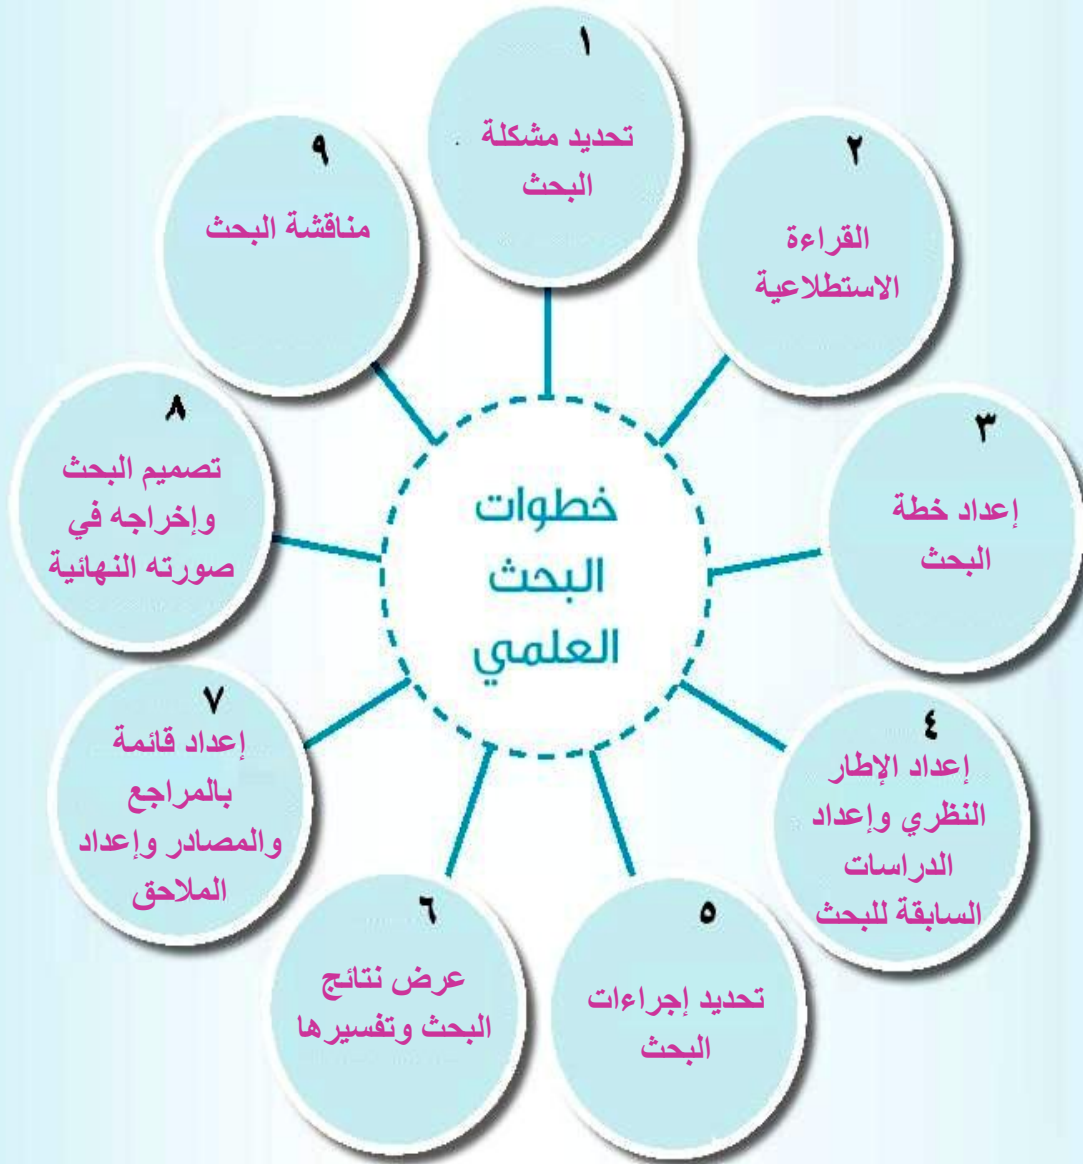 ١
تحديد مشكلة
البحث
٢
القراءة
الاستطلاعية
٣
إعداد خطة
البحث
٤
إعداد الإطار
النظري وإعداد
الدراسات
السابقة للبحث
٥
تحديد إجراءات
البحث
٦
عرض نتائج
البحث وتفسيرها
٧
إعداد قائمة
بالمراجع
والمصادر وإعداد
الملاحق
٨
تصميم البحث
وإخراجه في
صورته النهائية
٩
مناقشة البحث
خطوات
البحث
العلمي